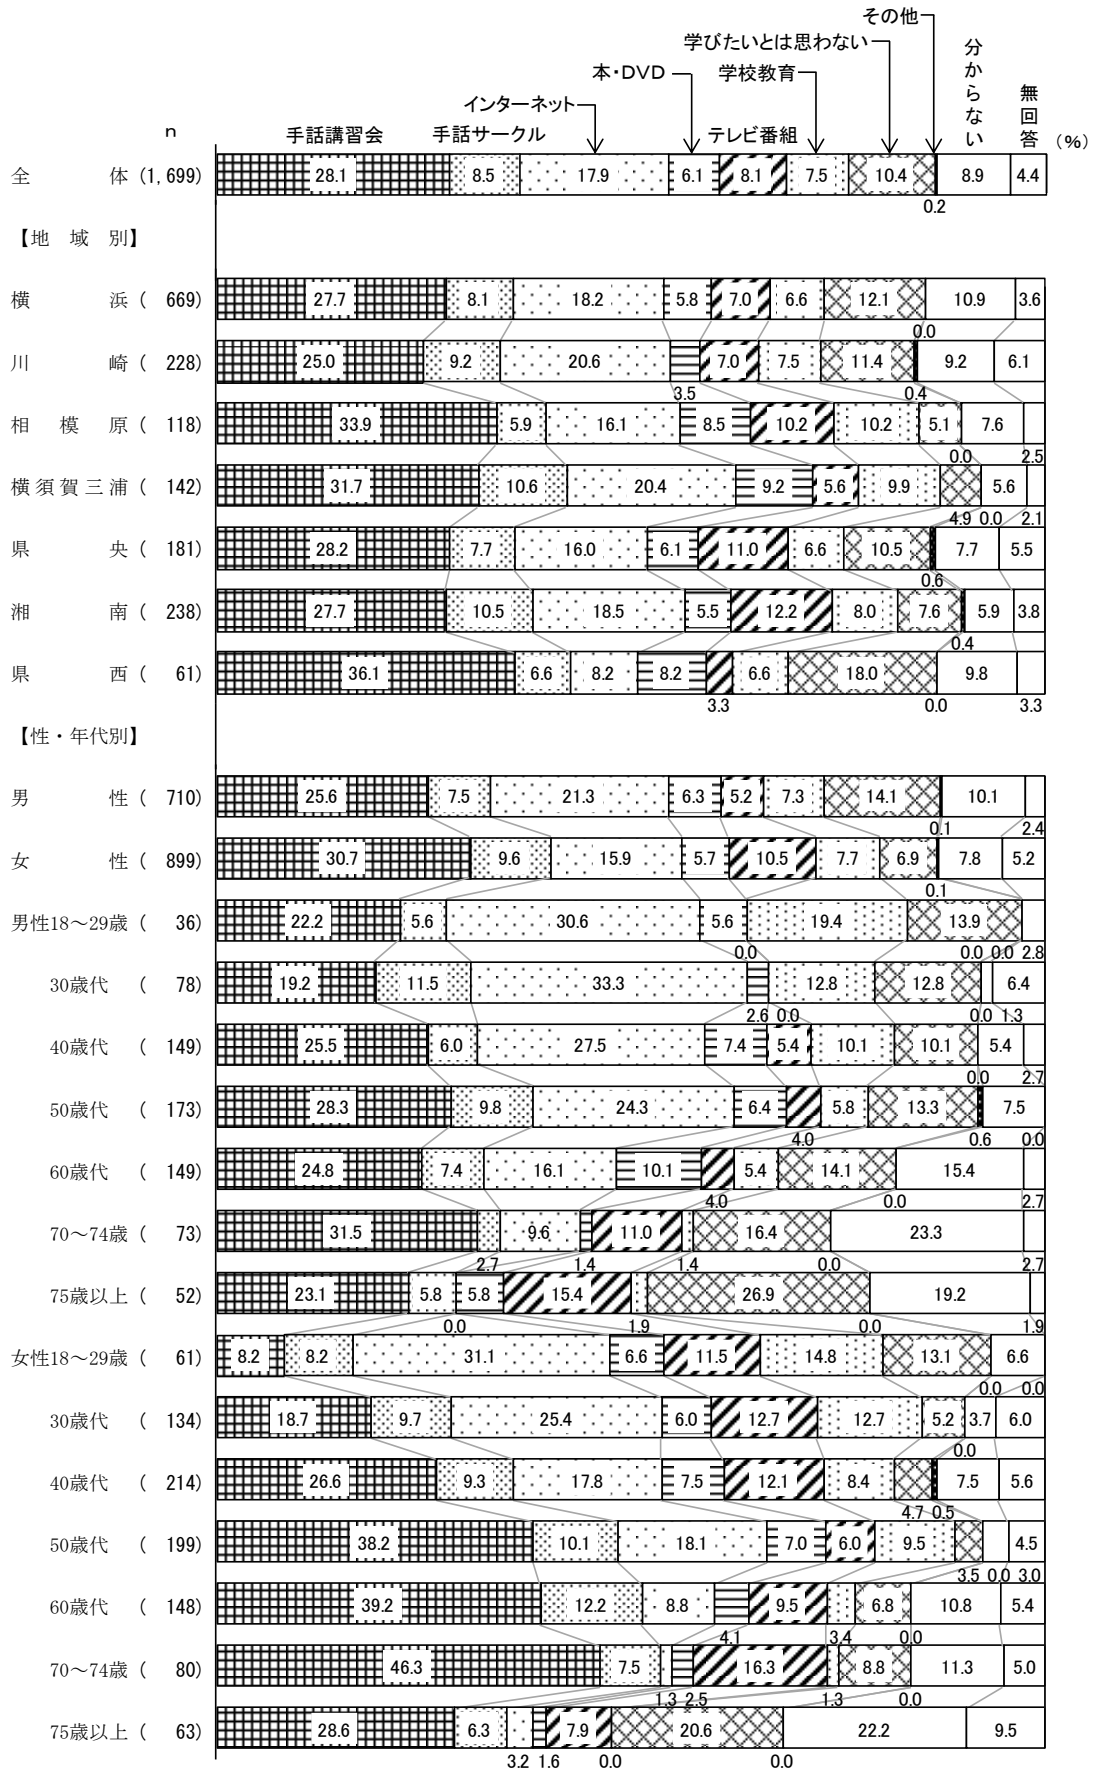 その他
学びたいとは思わない
分からない
本・DVD 学校教育
無回答
インターネット
n 手話講習会 手話サークル テレビ番組 (%)
全体 (1,699) 28.1 8.5 17.9 6.1 8.1 7.5 10.4 8.9 4.4
0.2
【地域別】
横浜 ( 669) 27.7 8.1 18.2 5.8 7.0 6.6 12.1 10.9 3.6
0.0
川崎 ( 228) 25.0 9.2 20.6 7.0 7.5 11.4 9.2 6.1
3.5 0.4
相模原 ( 118) 33.9 5.9 16.1 8.5 10.2 10.2 5.1 7.6
0.0 2.5
横須賀三浦 ( 142) 31.7 10.6 20.4 9.2 5.6 9.9 5.6
4.9 0.0 2.1
県央 ( 181) 28.2 7.7 16.0 6.1 11.0 6.6 10.5 7.7 5.5
0.6
湘南 ( 238) 27.7 10.5 18.5 5.5 12.2 8.0 7.6 5.9 3.8
0.4
県西 ( 61) 36.1 6.6 8.2 8.2 6.6 18.0 9.8
3.3 0.0 3.3
【性・年代別】
男性 ( 710) 25.6 7.5 21.3 6.3 5.2 7.3 14.1 10.1
0.1 2.4
女性 ( 899) 30.7 9.6 15.9 5.7 10.5 7.7 6.9 7.8 5.2
0.1
男性18～29歳 ( 36) 22.2 5.6 30.6 5.6 19.4 13.9
0.0 0.0 0.0 2.8
30歳代 ( 78) 19.2 11.5 33.3 12.8 12.8 6.4
2.6 0.0 0.0 1.3
40歳代 ( 149) 25.5 6.0 27.5 7.4 5.4 10.1 10.1 5.4
0.0 2.7
50歳代 ( 173) 28.3 9.8 24.3 6.4 5.8 13.3 7.5
4.0 0.6 0.0
60歳代 ( 149) 24.8 7.4 16.1 10.1 5.4 14.1 15.4
4.0 0.0 2.7
70～74歳 ( 73) 31.5 9.6 11.0 16.4 23.3
2.7 1.4 1.4 0.0 2.7
75歳以上 ( 52) 23.1 5.8 5.8 15.4 26.9 19.2
0.0 1.9 0.0 1.9
女性18～29歳 ( 61) 8.2 8.2 31.1 6.6 11.5 14.8 13.1 6.6
0.0 0.0
30歳代 ( 134) 18.7 9.7 25.4 6.0 12.7 12.7 5.2 3.7 6.0
0.0
40歳代 ( 214) 26.6 9.3 17.8 7.5 12.1 8.4 7.5 5.6
4.7 0.5
50歳代 ( 199) 38.2 10.1 18.1 7.0 6.0 9.5 4.5
3.5 0.0 3.0
60歳代 ( 148) 39.2 12.2 8.8 9.5 6.8 10.8 5.4
4.1 3.4 0.0
70～74歳 ( 80) 46.3 7.5 16.3 8.8 11.3 5.0
1.3 2.5 1.3 0.0
75歳以上 ( 63) 28.6 6.3 7.9 20.6 22.2 9.5
3.2 1.6 0.0 0.0